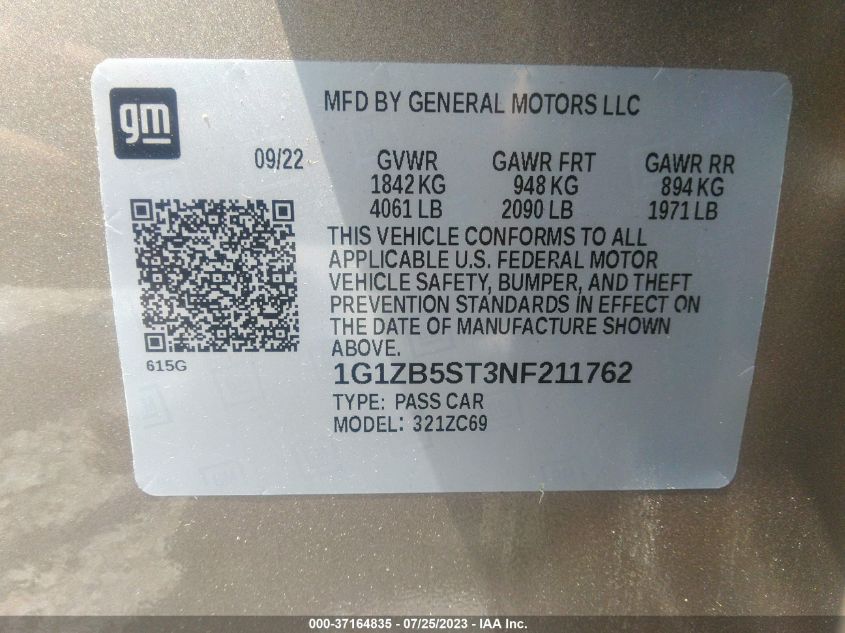 gm
MFD BY GENERAL MOTORS LLC
09/22 GVWR GAWR FRT GAWR RR
1842 KG 948 KG 894 KG
4061 LB 2090 LB 1971 LB
THIS VEHICLE CONFORMS TO ALL
APPLICABLE U.S. FEDERAL MOTOR
VEHICLE SAFETY, BUMPER, AND THEFT
PREVENTION STANDARDS IN EFFECT ON
THE DATE OF MANUFACTURE SHOWN
ABOVE.
615G
1G1ZB5ST3NF211762
TYPE: PASS CAR
MODEL: 321ZC69
000-37164835 - 07/25/2023 - IAA Inc.